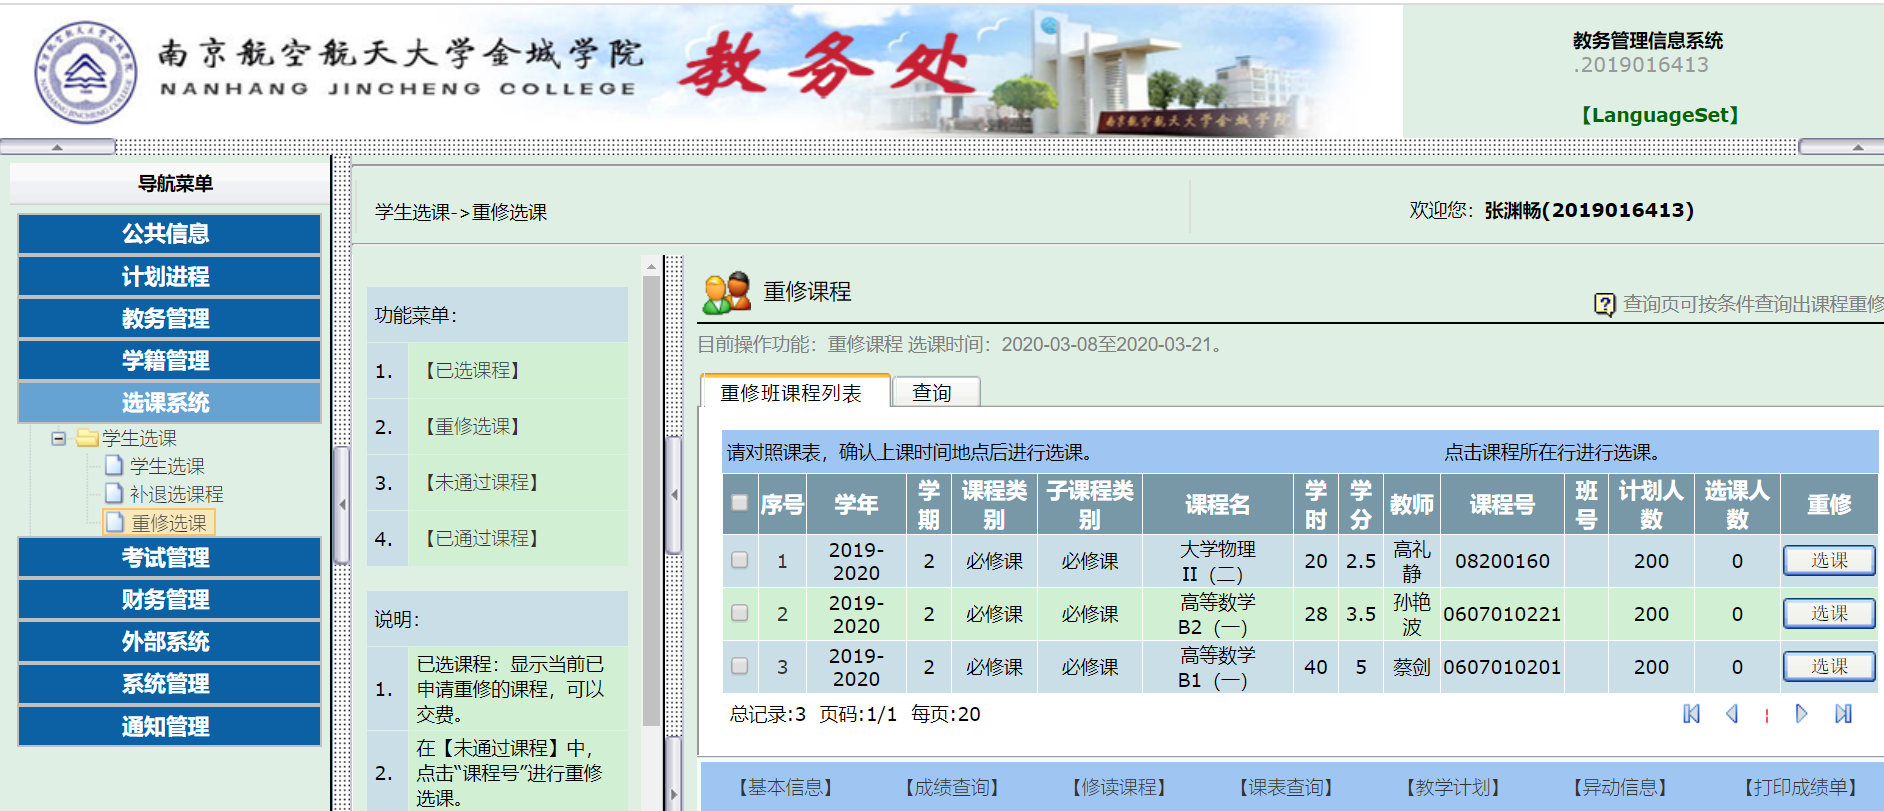 南京航空航天大学金城学院
NANHANG JINCHENG COLLEGE
教务处
南京航空航天大学金城学院
教务管理信息系统
.2019016413
【LanguageSet】
导航菜单
公共信息
计划进程
教务管理
学籍管理
选课系统
学生选课
学生选课
补退选课程
重修选课
考试管理
财务管理
外部系统
系统管理
通知管理
学生选课->重修选课
欢迎您：张渊畅(2019016413)
功能菜单：
1. 【已选课程】
2. 【重修选课】
3. 【未通过课程】
4. 【已通过课程】
说明：
1. 已选课程：显示当前已
申请重修的课程，可以
交费。
2. 在【未通过课程】中，
点击“课程号”进行重修
选课。
重修课程
查询页可按条件查询出课程重修
目前操作功能：重修课程 选课时间：2020-03-08至2020-03-21。
重修班课程列表 查询
请对照课表，确认上课时间地点后进行选课。 点击课程所在行进行选课。
序号 学年 学期 课程类别 子课程类别 课程名 学时 学分 教师 课程号 班号 计划人数 选课人数 重修
1 2019-2020 2 必修课 必修课 大学物理II（二） 20 2.5 高礼静 08200160 200 0 选课
2 2019-2020 2 必修课 必修课 高等数学B2（一） 28 3.5 孙艳波 0607010221 200 0 选课
3 2019-2020 2 必修课 必修课 高等数学B1（一） 40 5 蔡剑 0607010201 200 0 选课
总记录:3 页码:1/1 每页:20
【基本信息】 【成绩查询】 【修读课程】 【课表查询】 【教学计划】 【异动信息】 【打印成绩单】